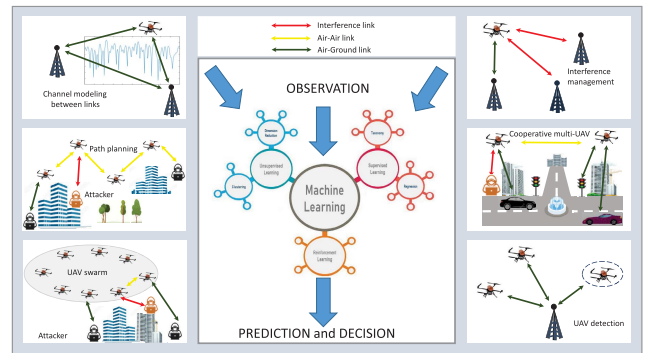 Interference link
Air-Air link
Air-Ground link
Channel modeling
between links
Path planning
Attacker
UAV swarm
Attacker
OBSERVATION
Dimension
Reduction
Unsupervised
Learning
Clustering
Machine
Learning
Supervised
Learning
Regression
Reinforcement
Learning
PREDICTION and DECISION
Interference
management
Cooperative multi-UAV
UAV detection